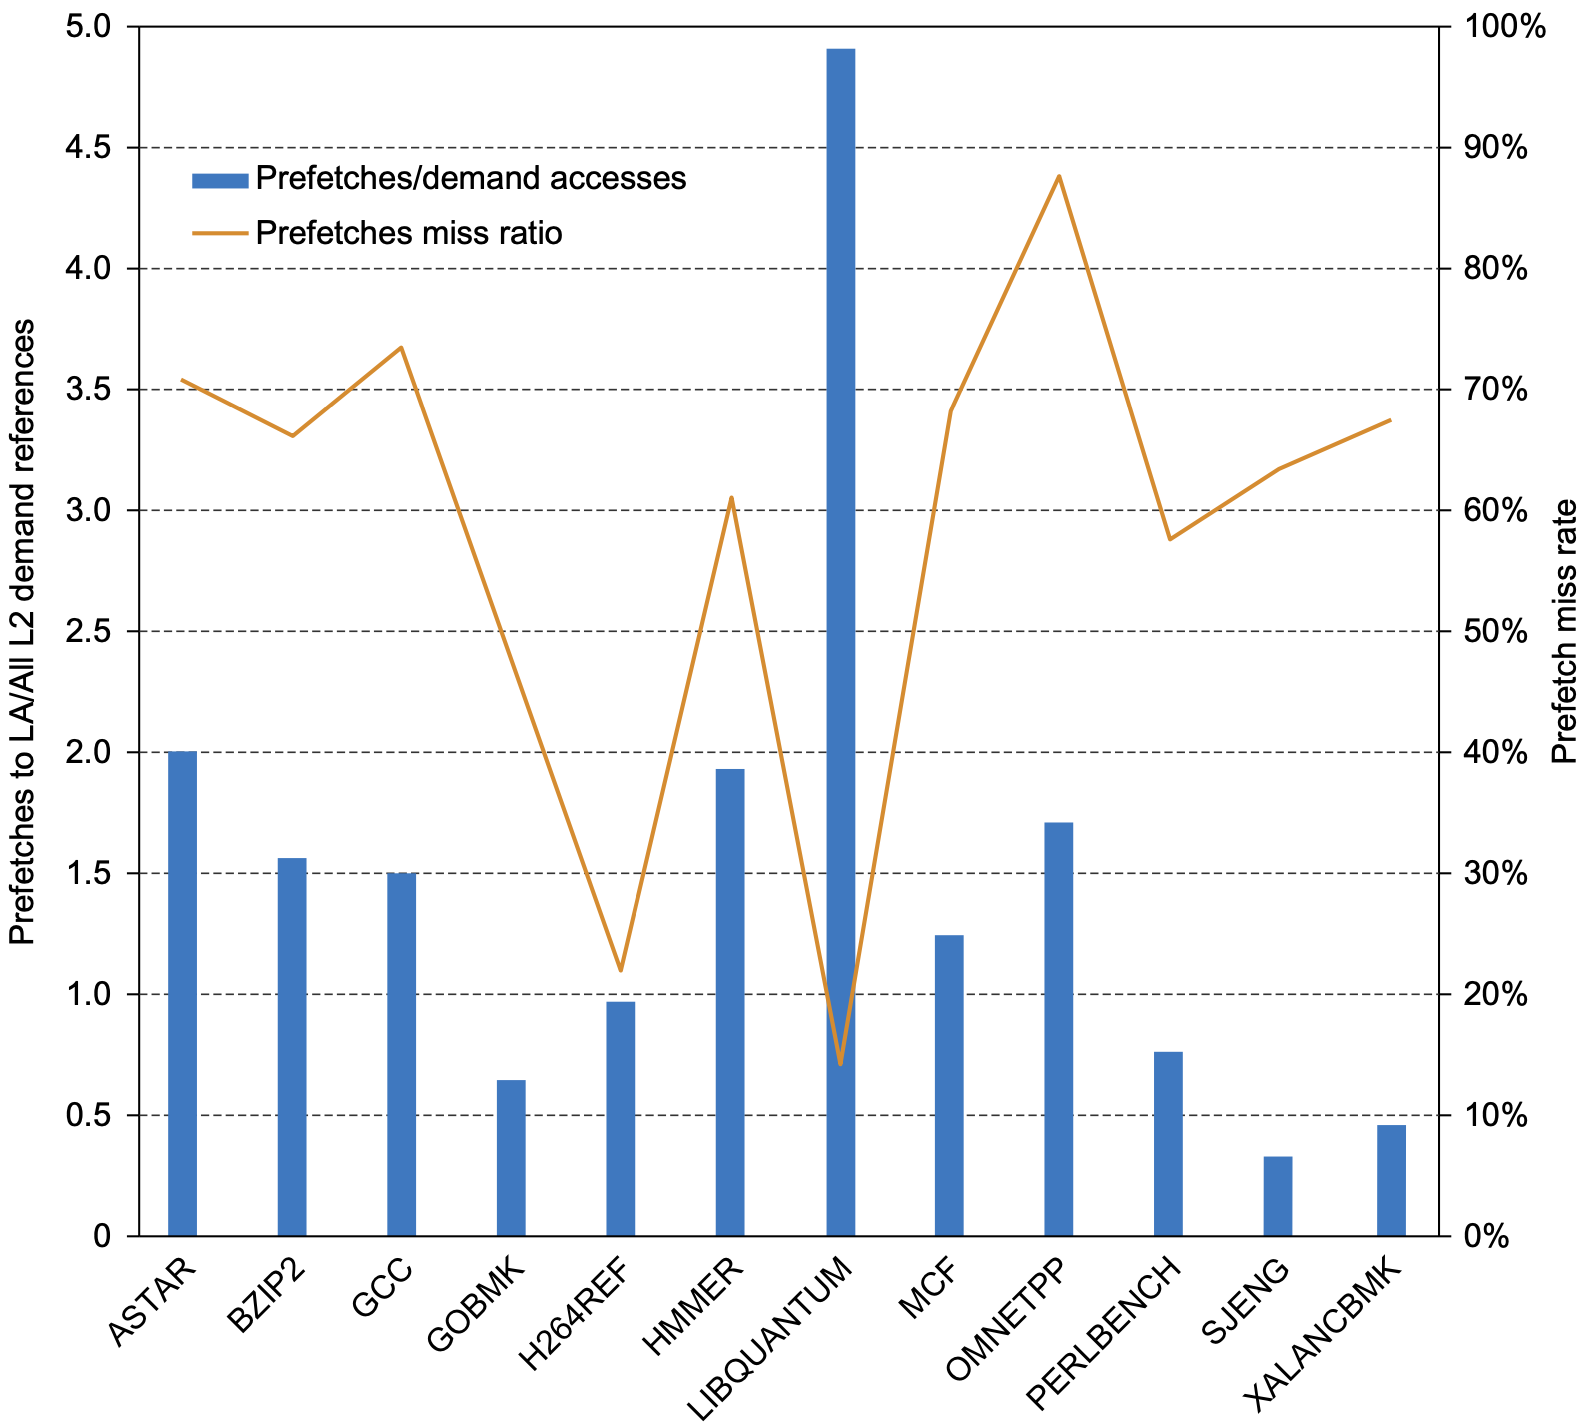 Prefetches to LA/All L2 demand references
5.0
4.5
4.0
3.5
3.0
2.5
2.0
1.5
1.0
0.5
0
Prefetches/demand accesses
Prefetches miss ratio
100%
90%
80%
70%
60%
50%
40%
30%
20%
10%
0%
Prefetch miss rate
ASTAR
BZIP2
GCC
GOBMK
H264REF
HMMER
LIBQUANTUM
MCF
OMNETPP
PERLBENCH
SJENG
XALANCBMK